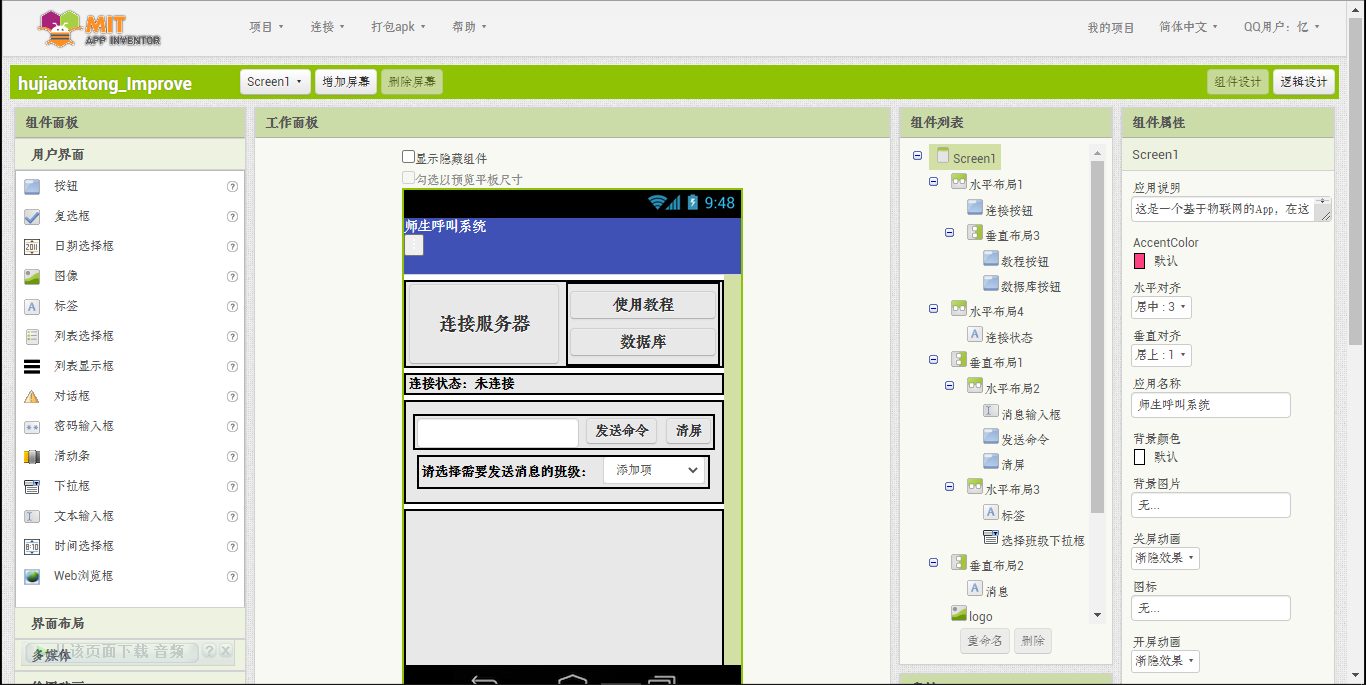 MIT
APP INVENTOR
项目 连接 打包apk 帮助 我的项目 简体中文 QQ用户：忆
hujiaoxitong_Improve Screen1 增加屏幕 删除屏幕 组件设计 逻辑设计
组件面板
用户界面
按钮 ?
复选框 ?
日期选择框 ?
图像 ?
A 标签 ?
列表选择框 ?
列表显示框 ?
对话框 ?
密码输入框 ?
滑动条 ?
下拉框 ?
文本输入框 ?
时间选择框 ?
Web浏览框 ?
界面布局
多媒体
该页面下载 音频 ? X
工作面板
显示隐藏组件
勾选以预览平板尺寸
9:48
师生呼叫系统
连接服务器
使用教程
数据库
连接状态：未连接
发送命令 清屏
请选择需要发送消息的班级： 添加项
组件列表
Screen1
水平布局1
连接按钮
垂直布局3
教程按钮
数据库按钮
水平布局4
A 连接状态
垂直布局1
水平布局2
消息输入框
发送命令
清屏
水平布局3
A 标签
选择班级下拉框
垂直布局2
A 消息
logo
重命名 删除
组件属性
Screen1
应用说明
这是一个基于物联网的App，在这
AccentColor
默认
水平对齐
居中 : 3
垂直对齐
居上 : 1
应用名称
师生呼叫系统
背景颜色
默认
背景图片
无...
关屏动画
渐隐效果
图标
无...
开屏动画
渐隐效果